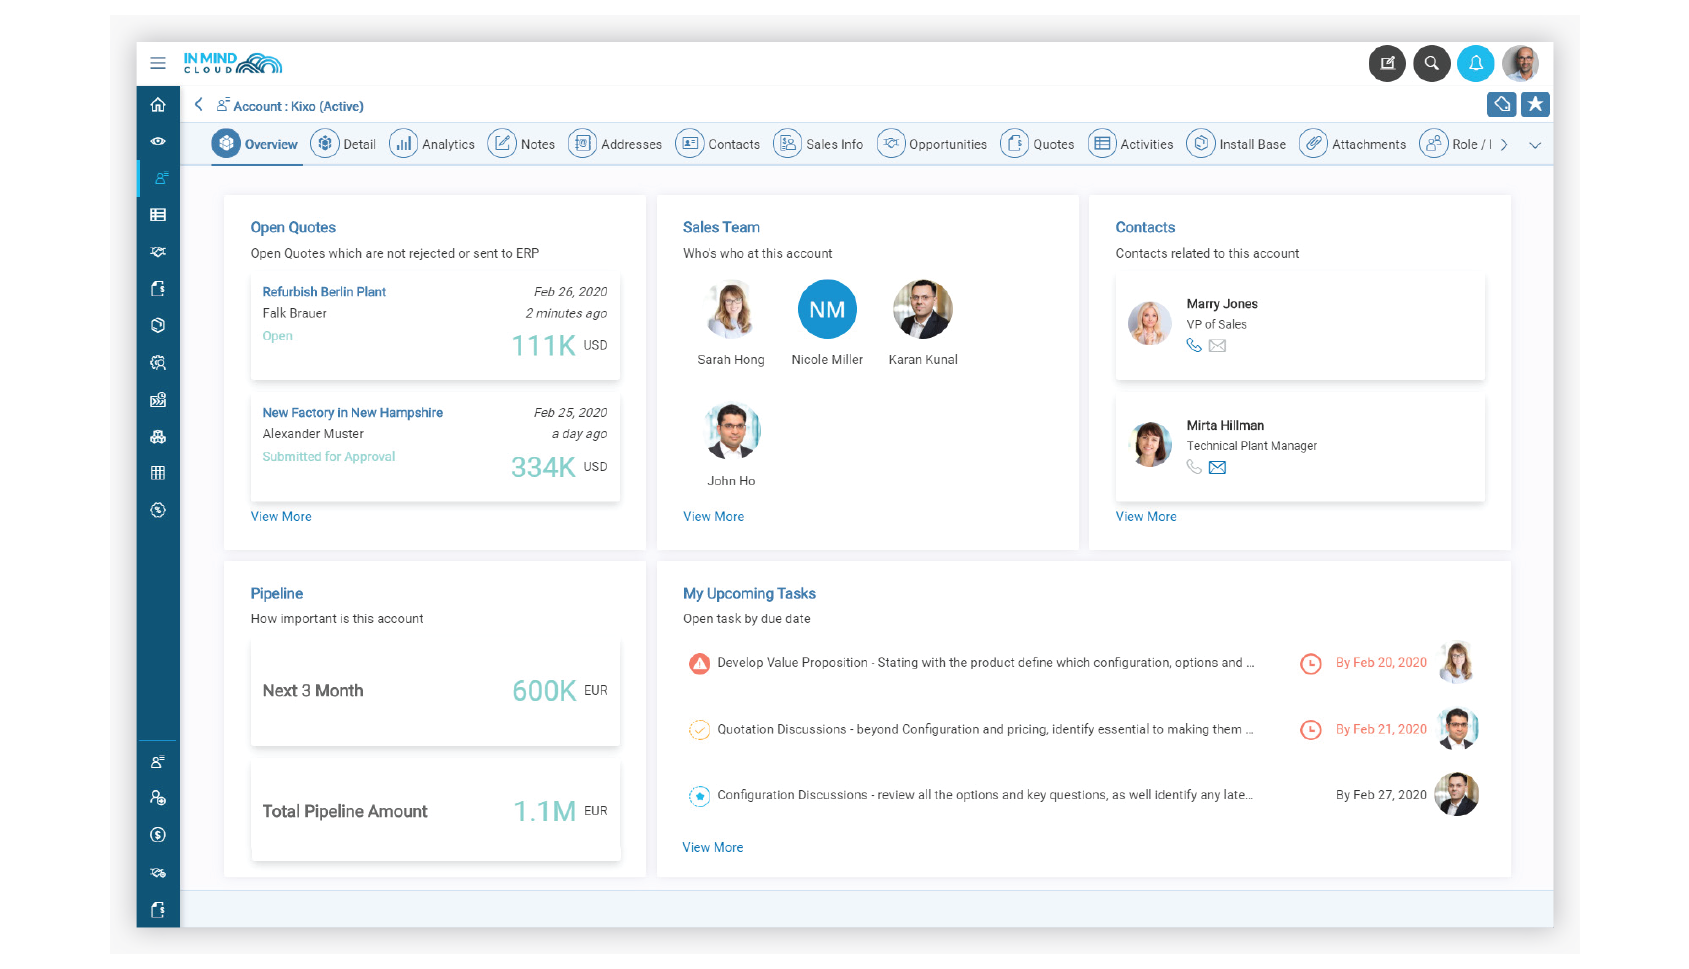 IN MIND
CLOUD
Account : Kixo (Active)
Overview Detail Analytics Notes Addresses Contacts Sales Info Opportunities Quotes Activities Install Base Attachments Role /
Open Quotes
Open Quotes which are not rejected or sent to ERP
Refurbish Berlin Plant Feb 26, 2020
Falk Brauer 2 minutes ago
Open
111K USD
New Factory in New Hampshire Feb 25, 2020
Alexander Muster a day ago
Submitted for Approval
334K USD
View More
Sales Team
Who's who at this account
NM
Sarah Hong Nicole Miller Karan Kunal
John Ho
View More
Contacts
Contacts related to this account
Marry Jones
VP of Sales
Mirta Hillman
Technical Plant Manager
View More
Pipeline
How important is this account
Next 3 Month 600K EUR
Total Pipeline Amount 1.1M EUR
My Upcoming Tasks
Open task by due date
Develop Value Proposition - Stating with the product define which configuration, options and ... By Feb 20, 2020
Quotation Discussions - beyond Configuration and pricing, identify essential to making them ... By Feb 21, 2020
Configuration Discussions - review all the options and key questions, as well identify any late... By Feb 27, 2020
View More